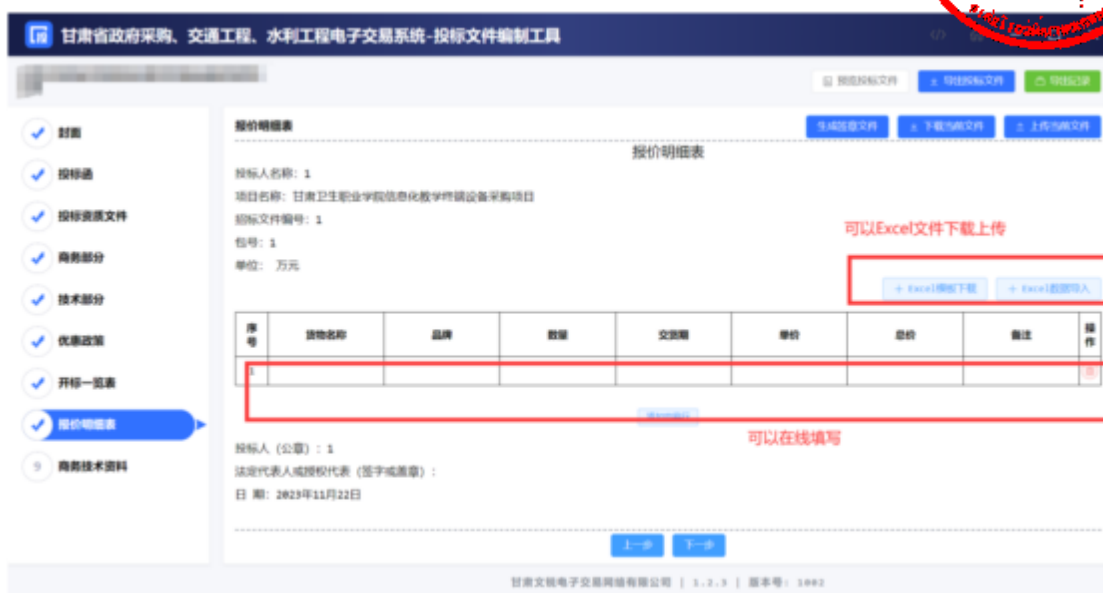 甘肃省政府采购、交通工程、水利工程电子交易系统-投标文件编制工具
预览投标文件 导出投标文件 导出记录
封面
投标函
投标资质文件
商务部分
技术部分
优惠政策
开标一览表
报价明细表
9 商务技术资料
报价明细表 生成签章文件 下载当前文件 上传当前文件
报价明细表
投标人名称: 1
项目名称: 甘肃卫生职业学院信息化教学终端设备采购项目
招标文件编号: 1
包号: 1
单位: 万元
可以Excel文件下载上传
+ Excel模板下载 + Excel数据导入
序号 货物名称 品牌 数量 交货期 单价 总价 备注 操作
1
可以在线填写
投标人（公章）: 1
法定代表人或授权代表（签字或盖章）:
日 期: 2023年11月22日
上一步 下一步
甘肃文锐电子交易网络有限公司 | 1.2.3 | 版本号: 1002